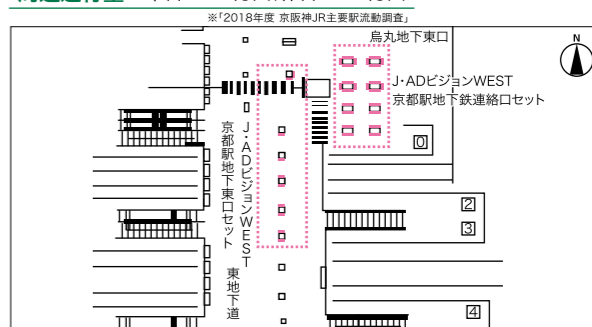 ※「2018年度 京阪神JR主要駅流動調査」
烏丸地下東口
N
J・ADビジョンWEST
京都駅地下鉄連絡口セット
0
J・ADビジョンWEST
京都駅地下東口セット
2
3
東地下道
4